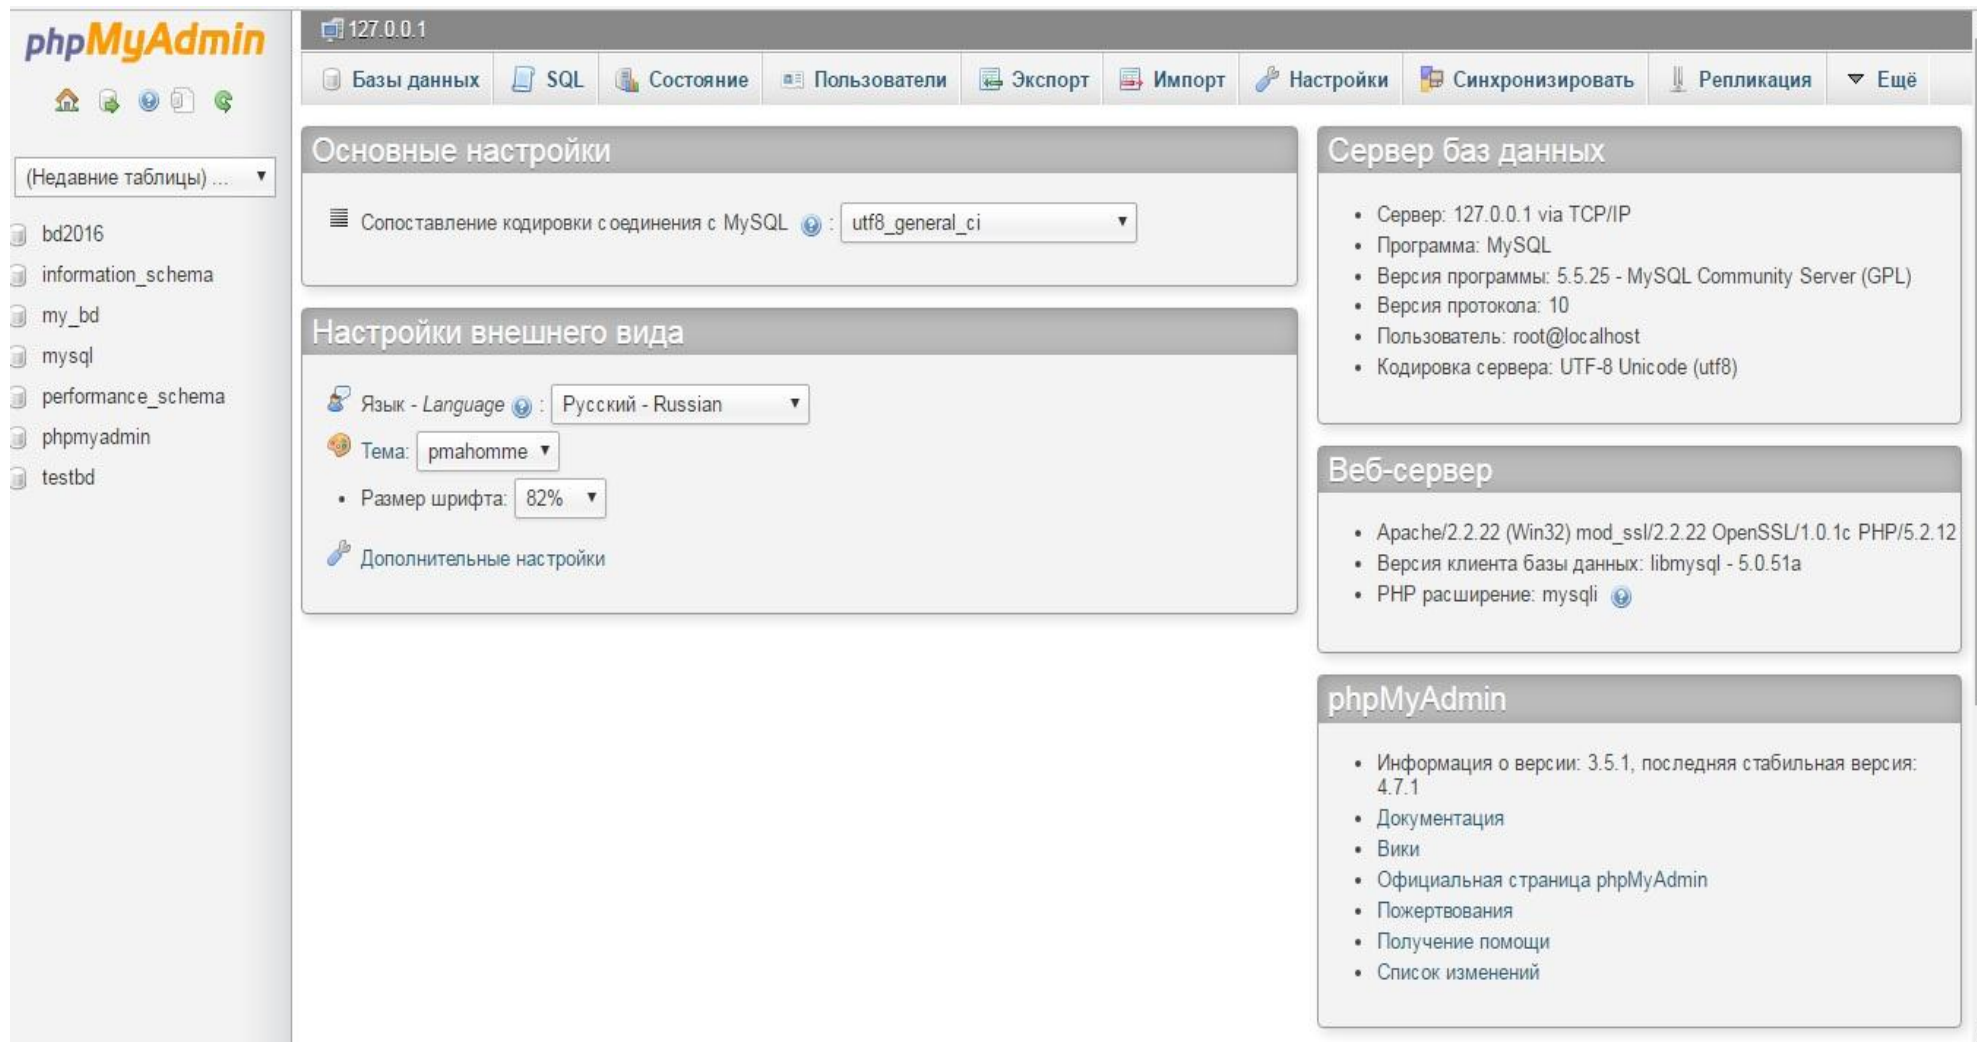 phpMyAdmin
(Недавние таблицы) ...
bd2016
information_schema
my_bd
mysql
performance_schema
phpmyadmin
testbd
127.0.0.1
Базы данных SQL Состояние Пользователи Экспорт Импорт Настройки Синхронизировать Репликация Ещё
Основные настройки
Сопоставление кодировки соединения с MySQL : utf8_general_ci
Настройки внешнего вида
Язык - Language : Русский - Russian
Тема: pmahomme
Размер шрифта: 82%
Дополнительные настройки
Сервер баз данных
Сервер: 127.0.0.1 via TCP/IP
Программа: MySQL
Версия программы: 5.5.25 - MySQL Community Server (GPL)
Версия протокола: 10
Пользователь: root@localhost
Кодировка сервера: UTF-8 Unicode (utf8)
Веб-сервер
Apache/2.2.22 (Win32) mod_ssl/2.2.22 OpenSSL/1.0.1c PHP/5.2.12
Версия клиента базы данных: libmysql - 5.0.51a
PHP расширение: mysqli
phpMyAdmin
Информация о версии: 3.5.1, последняя стабильная версия:
4.7.1
Документация
Вики
Официальная страница phpMyAdmin
Пожертвования
Получение помощи
Список изменений